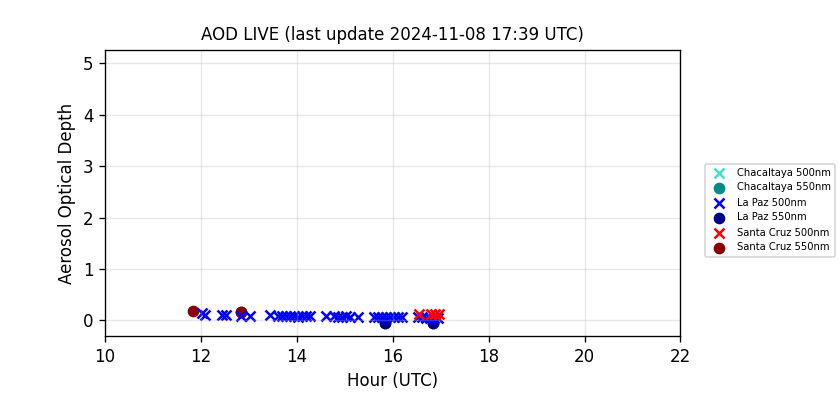 AOD LIVE (last update 2024-11-08 17:39 UTC)
5
4
3
2
1
0
Aerosol Optical Depth
10 12 14 16 18 20 22
Hour (UTC)
Chacaltaya 500nm
Chacaltaya 550nm
La Paz 500nm
La Paz 550nm
Santa Cruz 500nm
Santa Cruz 550nm